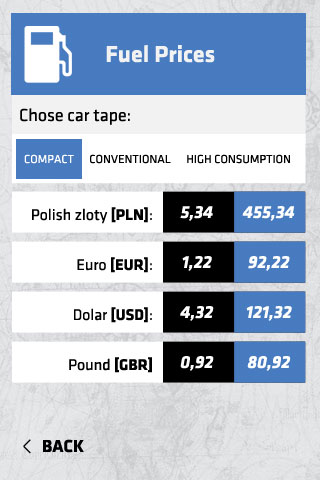 Fuel Prices
Chose car tape:
COMPACT CONVENTIONAL HIGH CONSUMPTION
Polish zloty [PLN]: 5,34 455,34
Euro [EUR]: 1,22 92,22
Dolar [USD]: 4,32 121,32
Pound [GBR] 0,92 80,92
< BACK